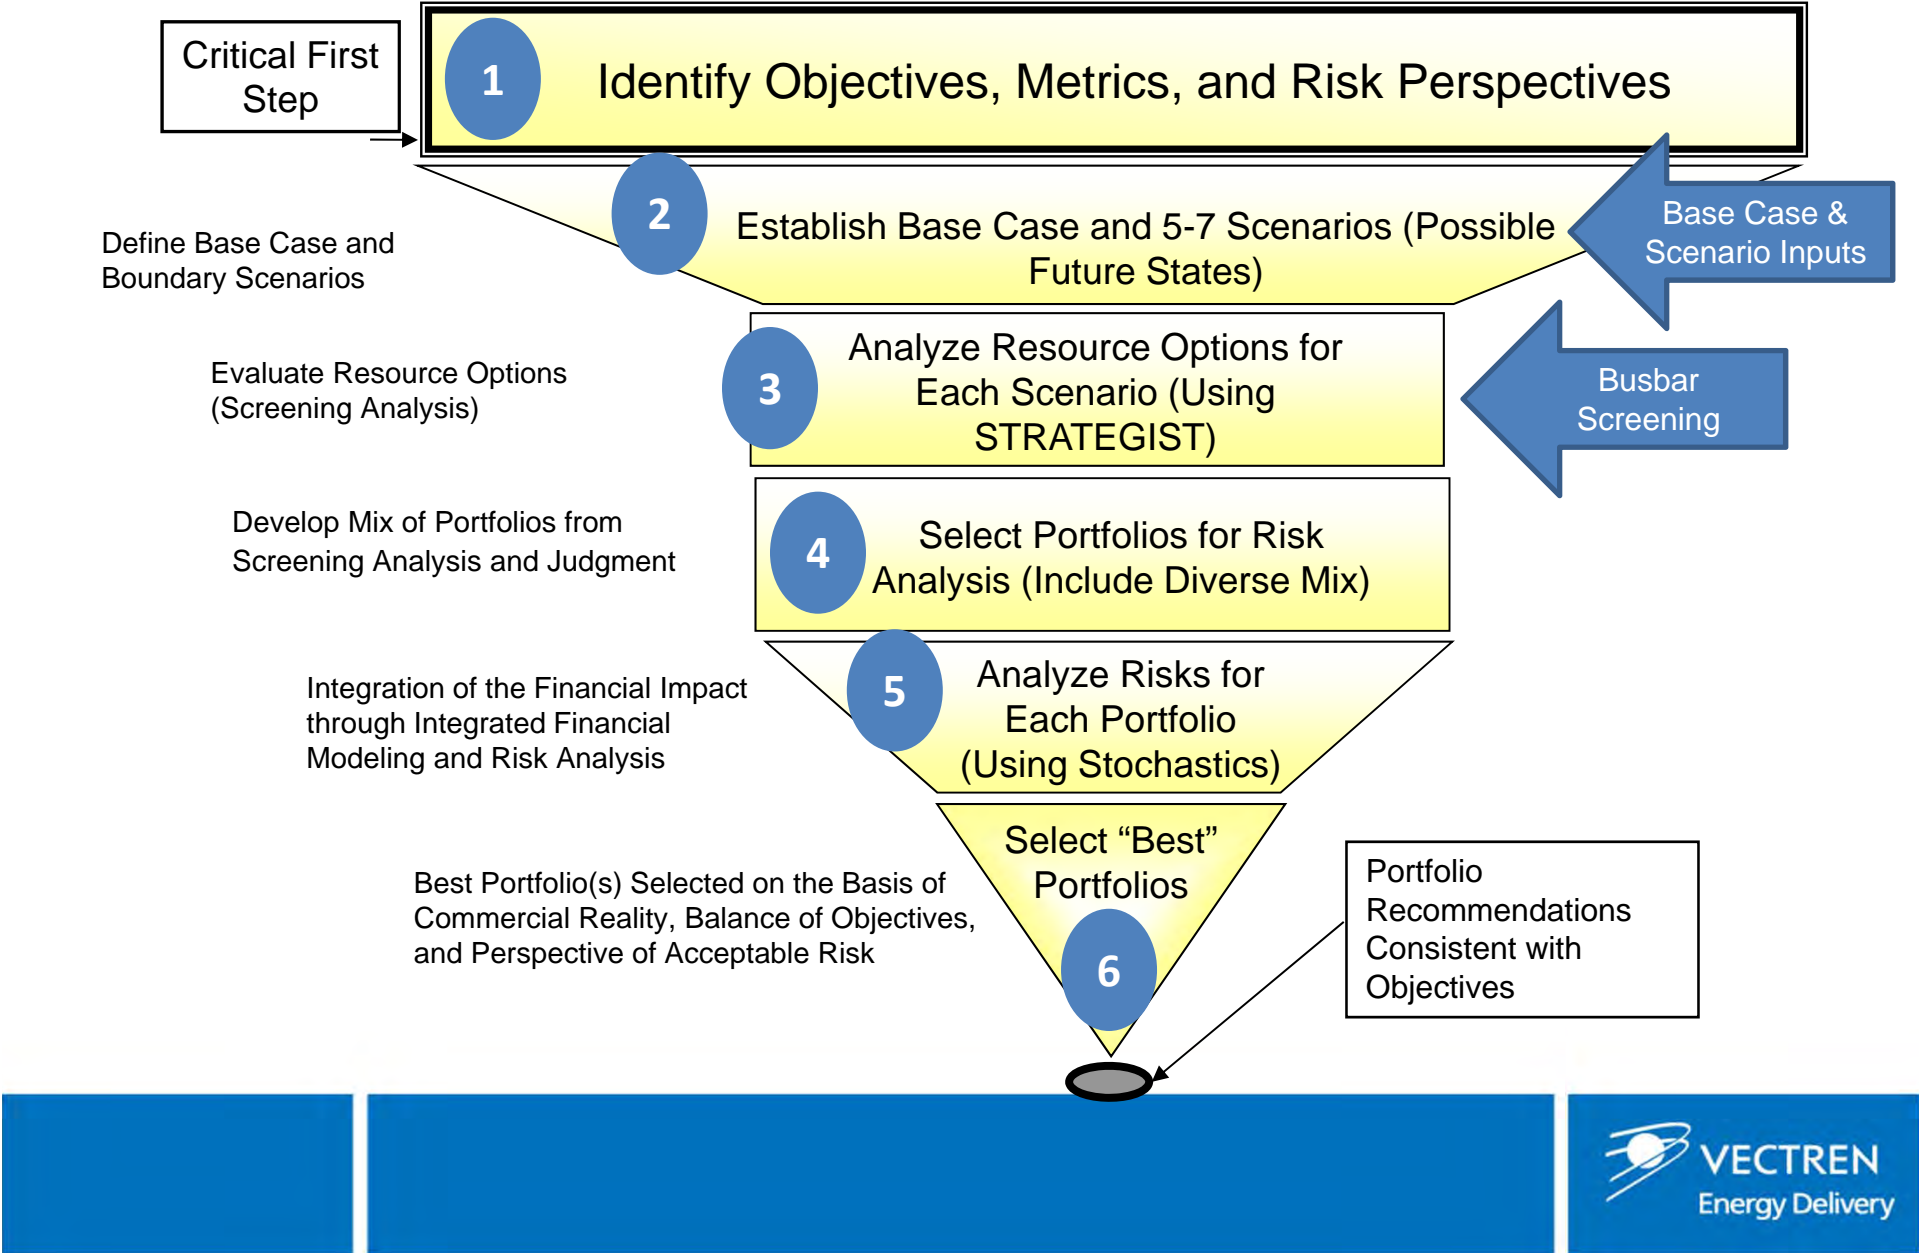 Critical First
Step
1
Identify Objectives, Metrics, and Risk Perspectives
2
Establish Base Case and 5-7 Scenarios (Possible
Future States)
Base Case &
Scenario Inputs
Define Base Case and
Boundary Scenarios
3
Analyze Resource Options for
Each Scenario (Using
STRATEGIST)
Busbar
Screening
Evaluate Resource Options
(Screening Analysis)
4
Select Portfolios for Risk
Analysis (Include Diverse Mix)
Develop Mix of Portfolios from
Screening Analysis and Judgment
5
Analyze Risks for
Each Portfolio
(Using Stochastics)
Integration of the Financial Impact
through Integrated Financial
Modeling and Risk Analysis
Select “Best”
Portfolios
6
Best Portfolio(s) Selected on the Basis of
Commercial Reality, Balance of Objectives,
and Perspective of Acceptable Risk
Portfolio
Recommendations
Consistent with
Objectives
VECTREN
Energy Delivery